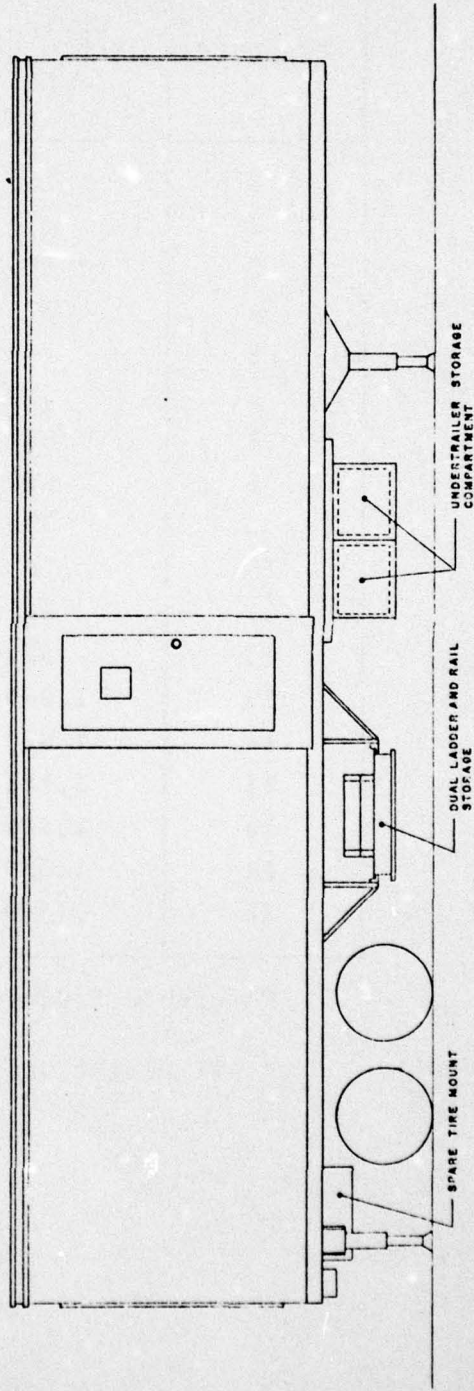 SPARE TIRE MOUNT
DUAL LADDER AND RAIL
STORAGE
UNDERTRAILER STORAGE
COMPARTMENT